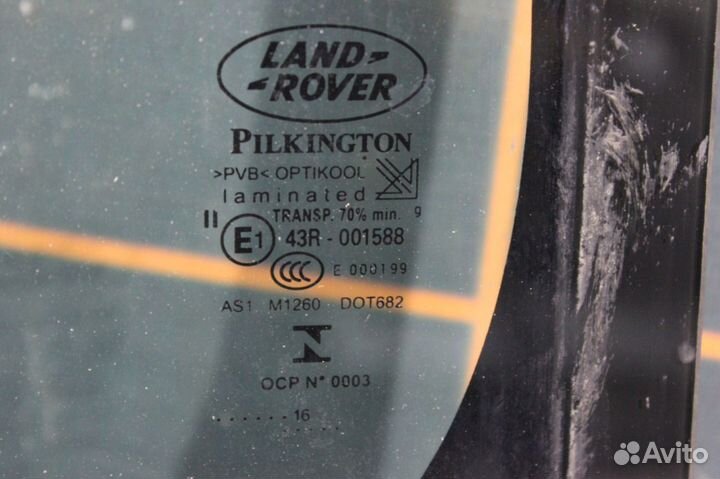 LAND
ROVER
PILKINGTON
>PVB< OPTIKOOL
laminated
TRANSP. 70% min. g
II E1 43R - 001588
CCC E 000199
AS1 M1260 DOT682
N
OCP N° 0003
. . . . . . 16
. . . . .
Avito